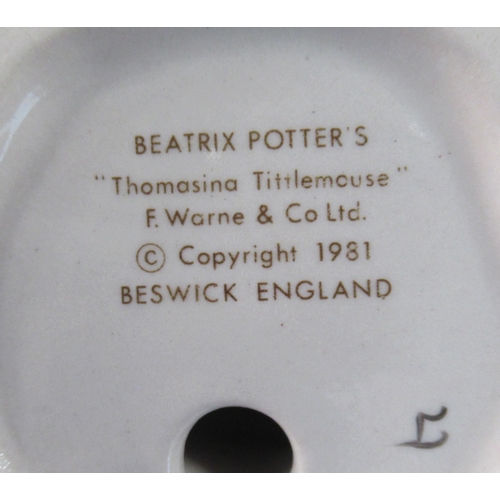 BEATRIX POTTER'S
"Thomasina Tittlemouse"
F. Warne & Co Ltd.
© Copyright 1981
BESWICK ENGLAND